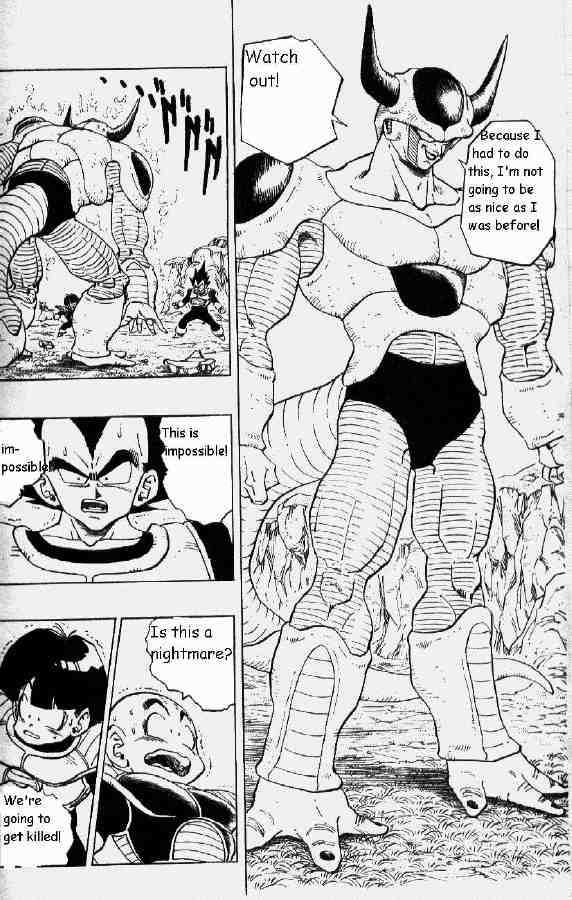 Watch
out!
Because I
had to do
this, I'm not
going to be
as nice as I
was before!
This is
impossible!
im-
possible!
Is this a
nightmare?
We're
going to
get killed!